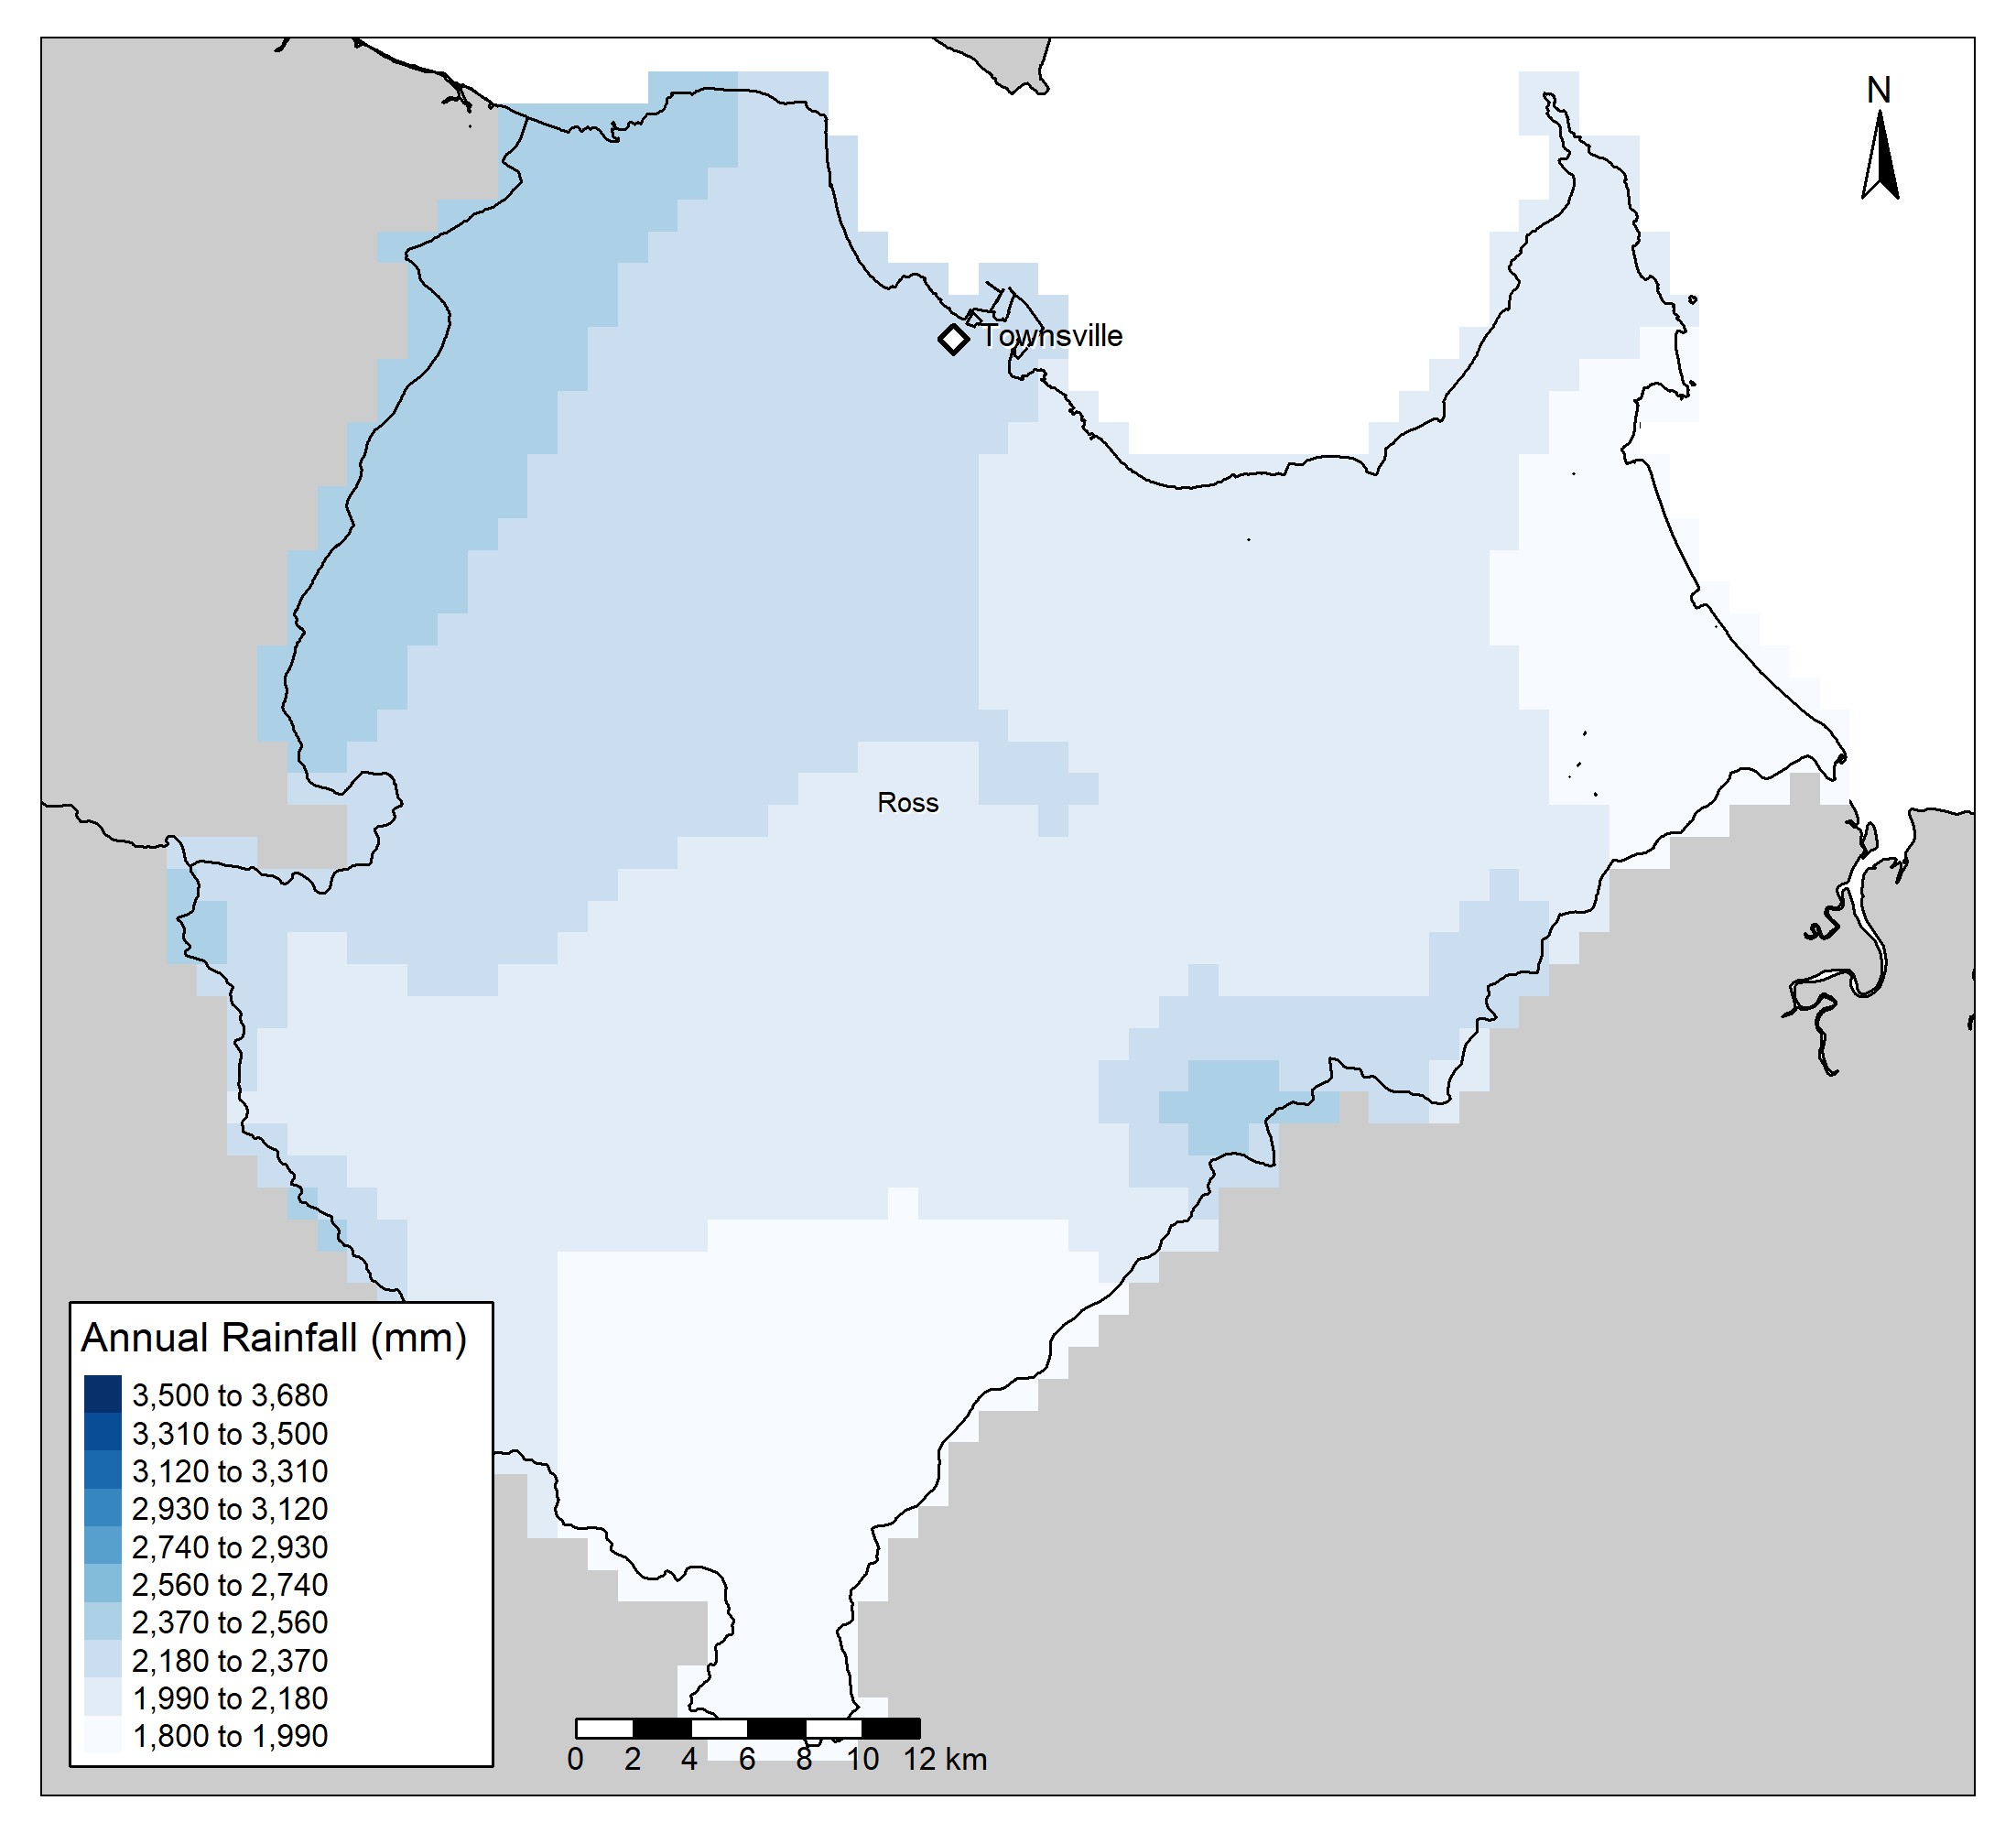 N
Townsville
Ross
Annual Rainfall (mm)
3,500 to 3,680
3,310 to 3,500
3,120 to 3,310
2,930 to 3,120
2,740 to 2,930
2,560 to 2,740
2,370 to 2,560
2,180 to 2,370
1,990 to 2,180
1,800 to 1,990
0 2 4 6 8 10 12 km